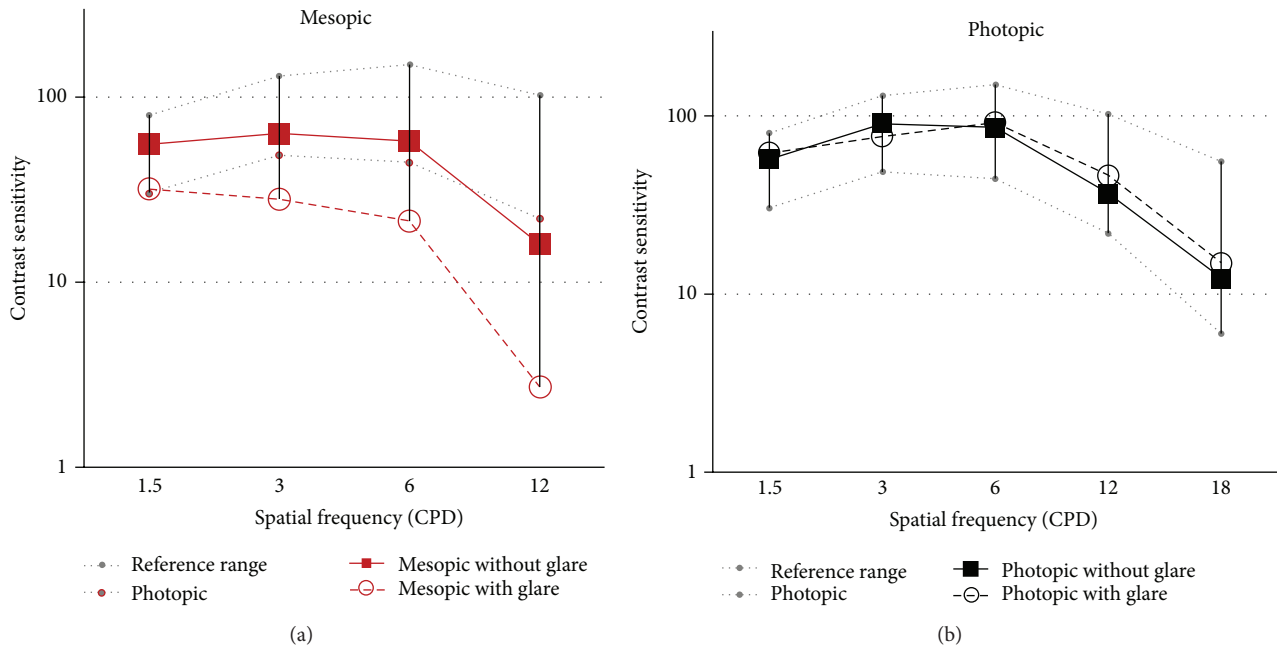 Mesopic
100
10
1
Contrast sensitivity
1.5 3 6 12
Spatial frequency (CPD)
Reference range
Photopic
Mesopic without glare
Mesopic with glare
(a)
Photopic
100
10
1
Contrast sensitivity
1.5 3 6 12 18
Spatial frequency (CPD)
Reference range
Photopic
Photopic without glare
Photopic with glare
(b)